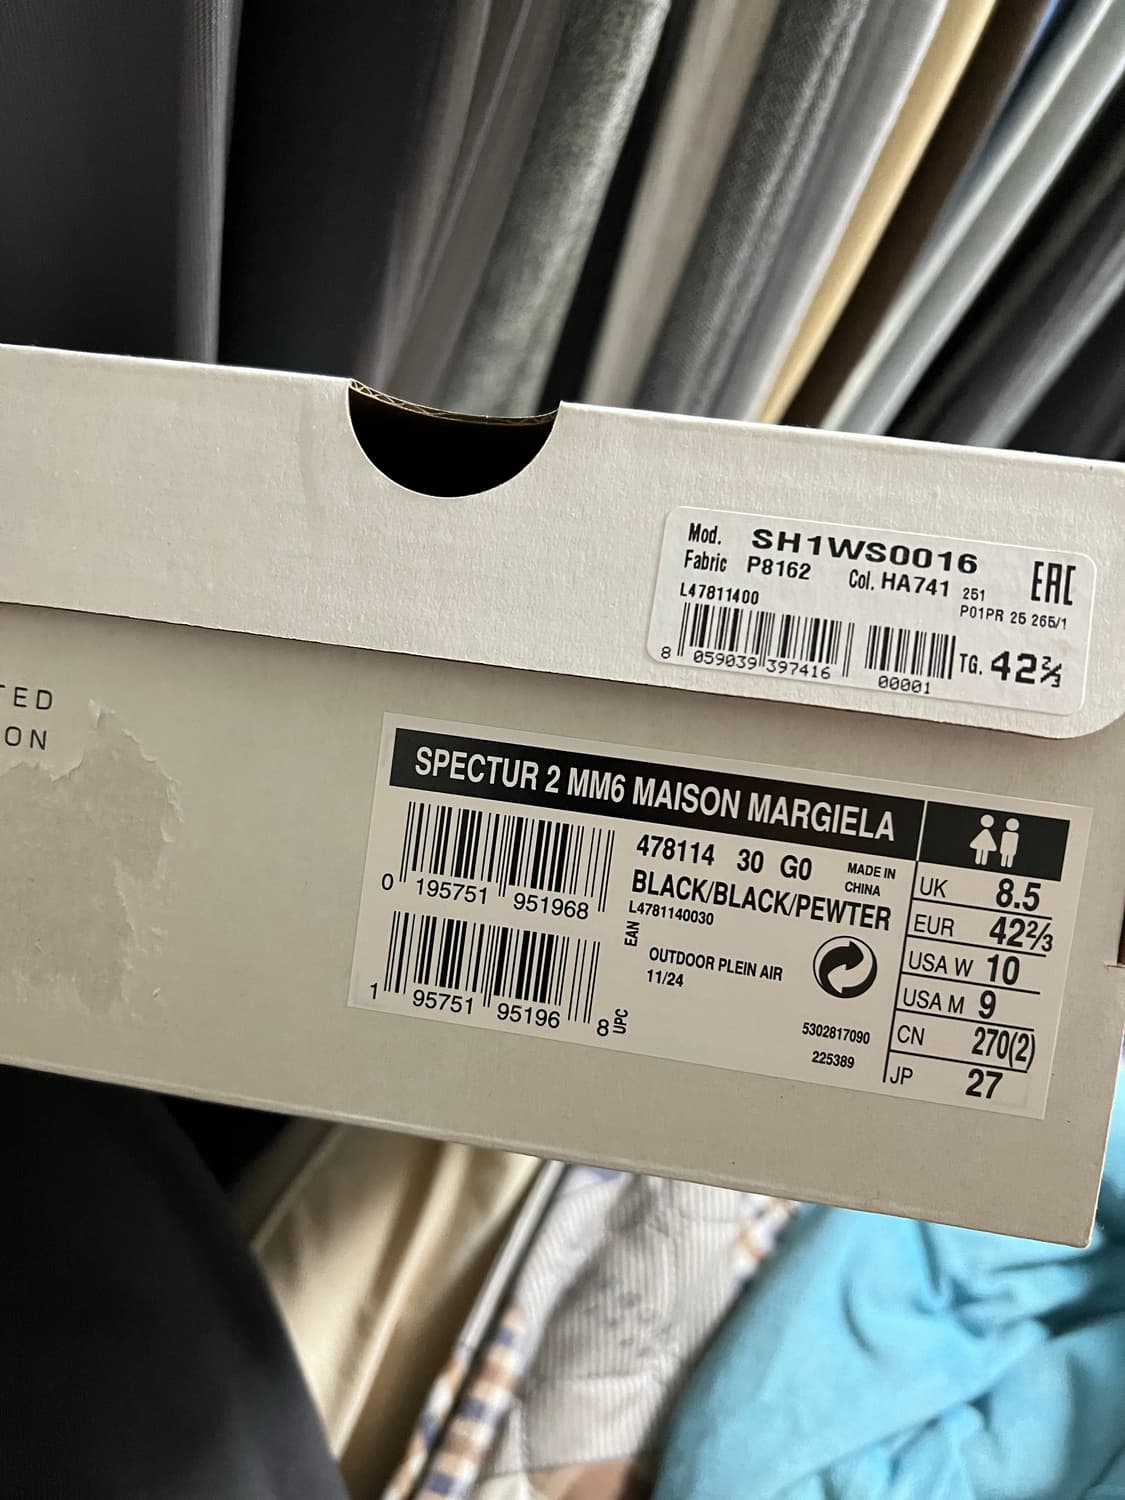 Mod. SH1WS0016
Fabric P8162 Col. HA741 251
EAC
L47811400
P01PR 25 265/1
8 059039 397416
00001
TG. 42⅔
TED
ON
SPECTUR 2 MM6 MAISON MARGIELA
0 195751 951968
EAN
1 95751 95196 8
UPC
478114 30 G0
MADE IN
CHINA
BLACK/BLACK/PEWTER
L4781140030
OUTDOOR PLEIN AIR
11/24
5302817090
225389
UK 8.5
EUR 42⅔
USA W 10
USA M 9
CN 270(2)
JP 27